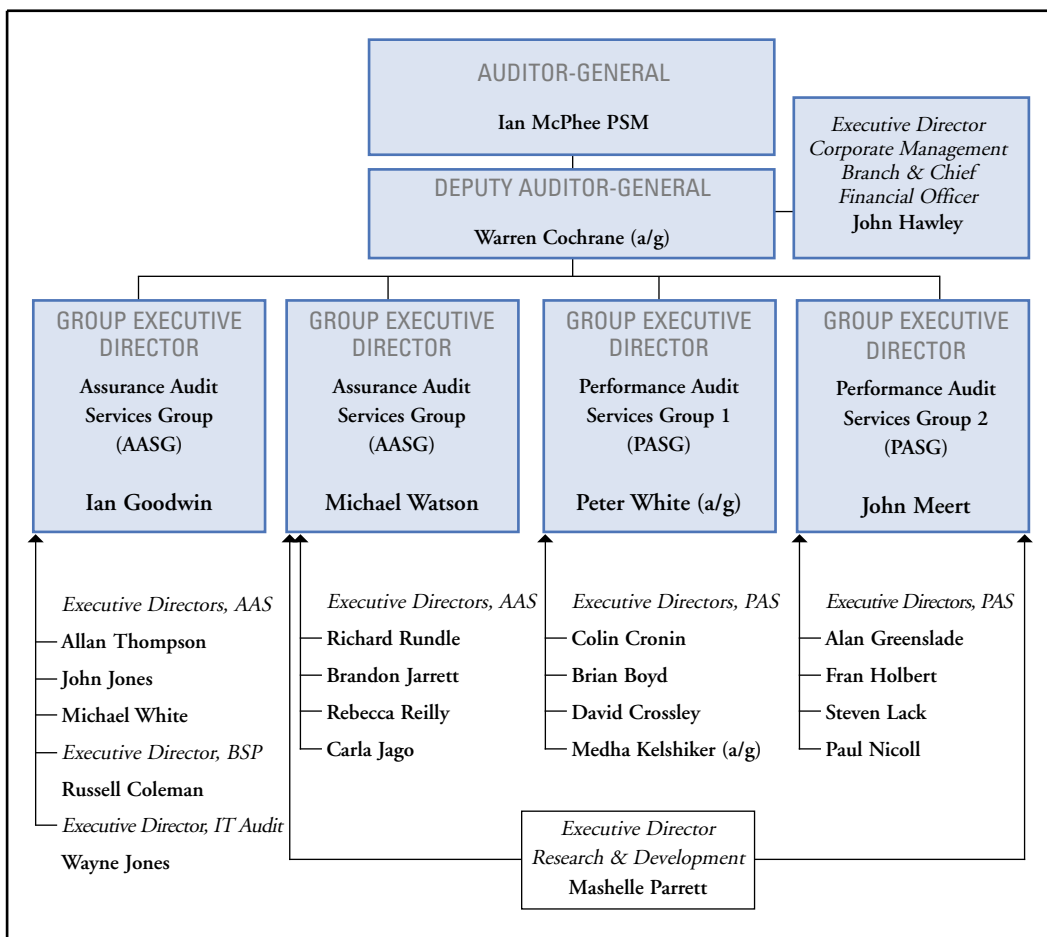 AUDITOR-GENERAL
Ian McPhee PSM
Executive Director
Corporate Management
Branch & Chief
Financial Officer
John Hawley
DEPUTY AUDITOR-GENERAL
Warren Cochrane (a/g)
GROUP EXECUTIVE
DIRECTOR
Assurance Audit
Services Group
(AASG)
Ian Goodwin
GROUP EXECUTIVE
DIRECTOR
Assurance Audit
Services Group
(AASG)
Michael Watson
GROUP EXECUTIVE
DIRECTOR
Performance Audit
Services Group 1
(PASG)
Peter White (a/g)
GROUP EXECUTIVE
DIRECTOR
Performance Audit
Services Group 2
(PASG)
John Meert
Executive Directors, AAS
Allan Thompson
John Jones
Michael White
Executive Director, BSP
Russell Coleman
Executive Director, IT Audit
Wayne Jones
Executive Directors, AAS
Richard Rundle
Brandon Jarrett
Rebecca Reilly
Carla Jago
Executive Directors, PAS
Colin Cronin
Brian Boyd
David Crossley
Medha Kelshiker (a/g)
Executive Directors, PAS
Alan Greenslade
Fran Holbert
Steven Lack
Paul Nicoll
Executive Director
Research & Development
Mashelle Parrett